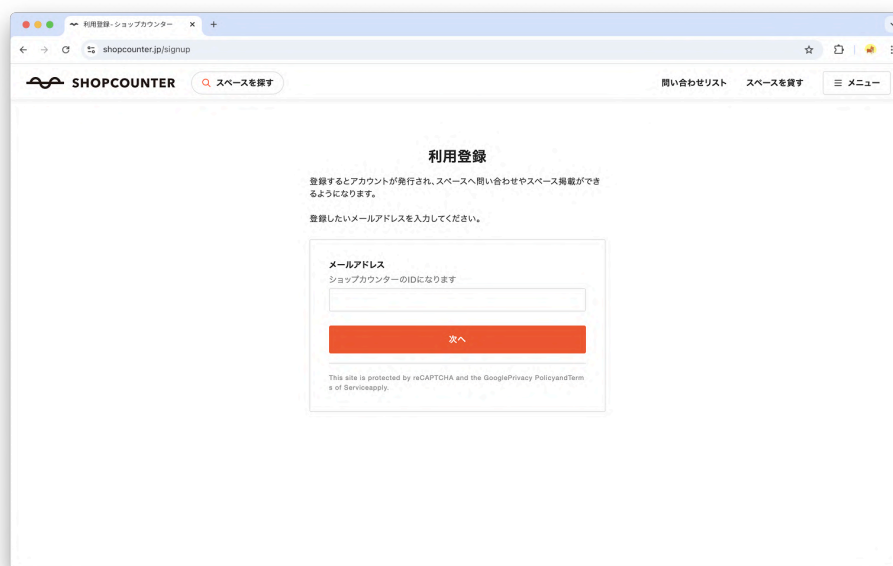 利用登録-ショップカウンター
shopcounter.jp/signup
SHOPCOUNTER
スペースを探す
問い合わせリスト
スペースを貸す
メニュー
利用登録
登録するとアカウントが発行され、スペースへ問い合わせやスペース掲載ができ
るようになります。
登録したいメールアドレスを入力してください。
メールアドレス
ショップカウンターのIDになります
次へ
This site is protected by reCAPTCHA and the GooglePrivacy PolicyandTerm
s of Serviceapply.